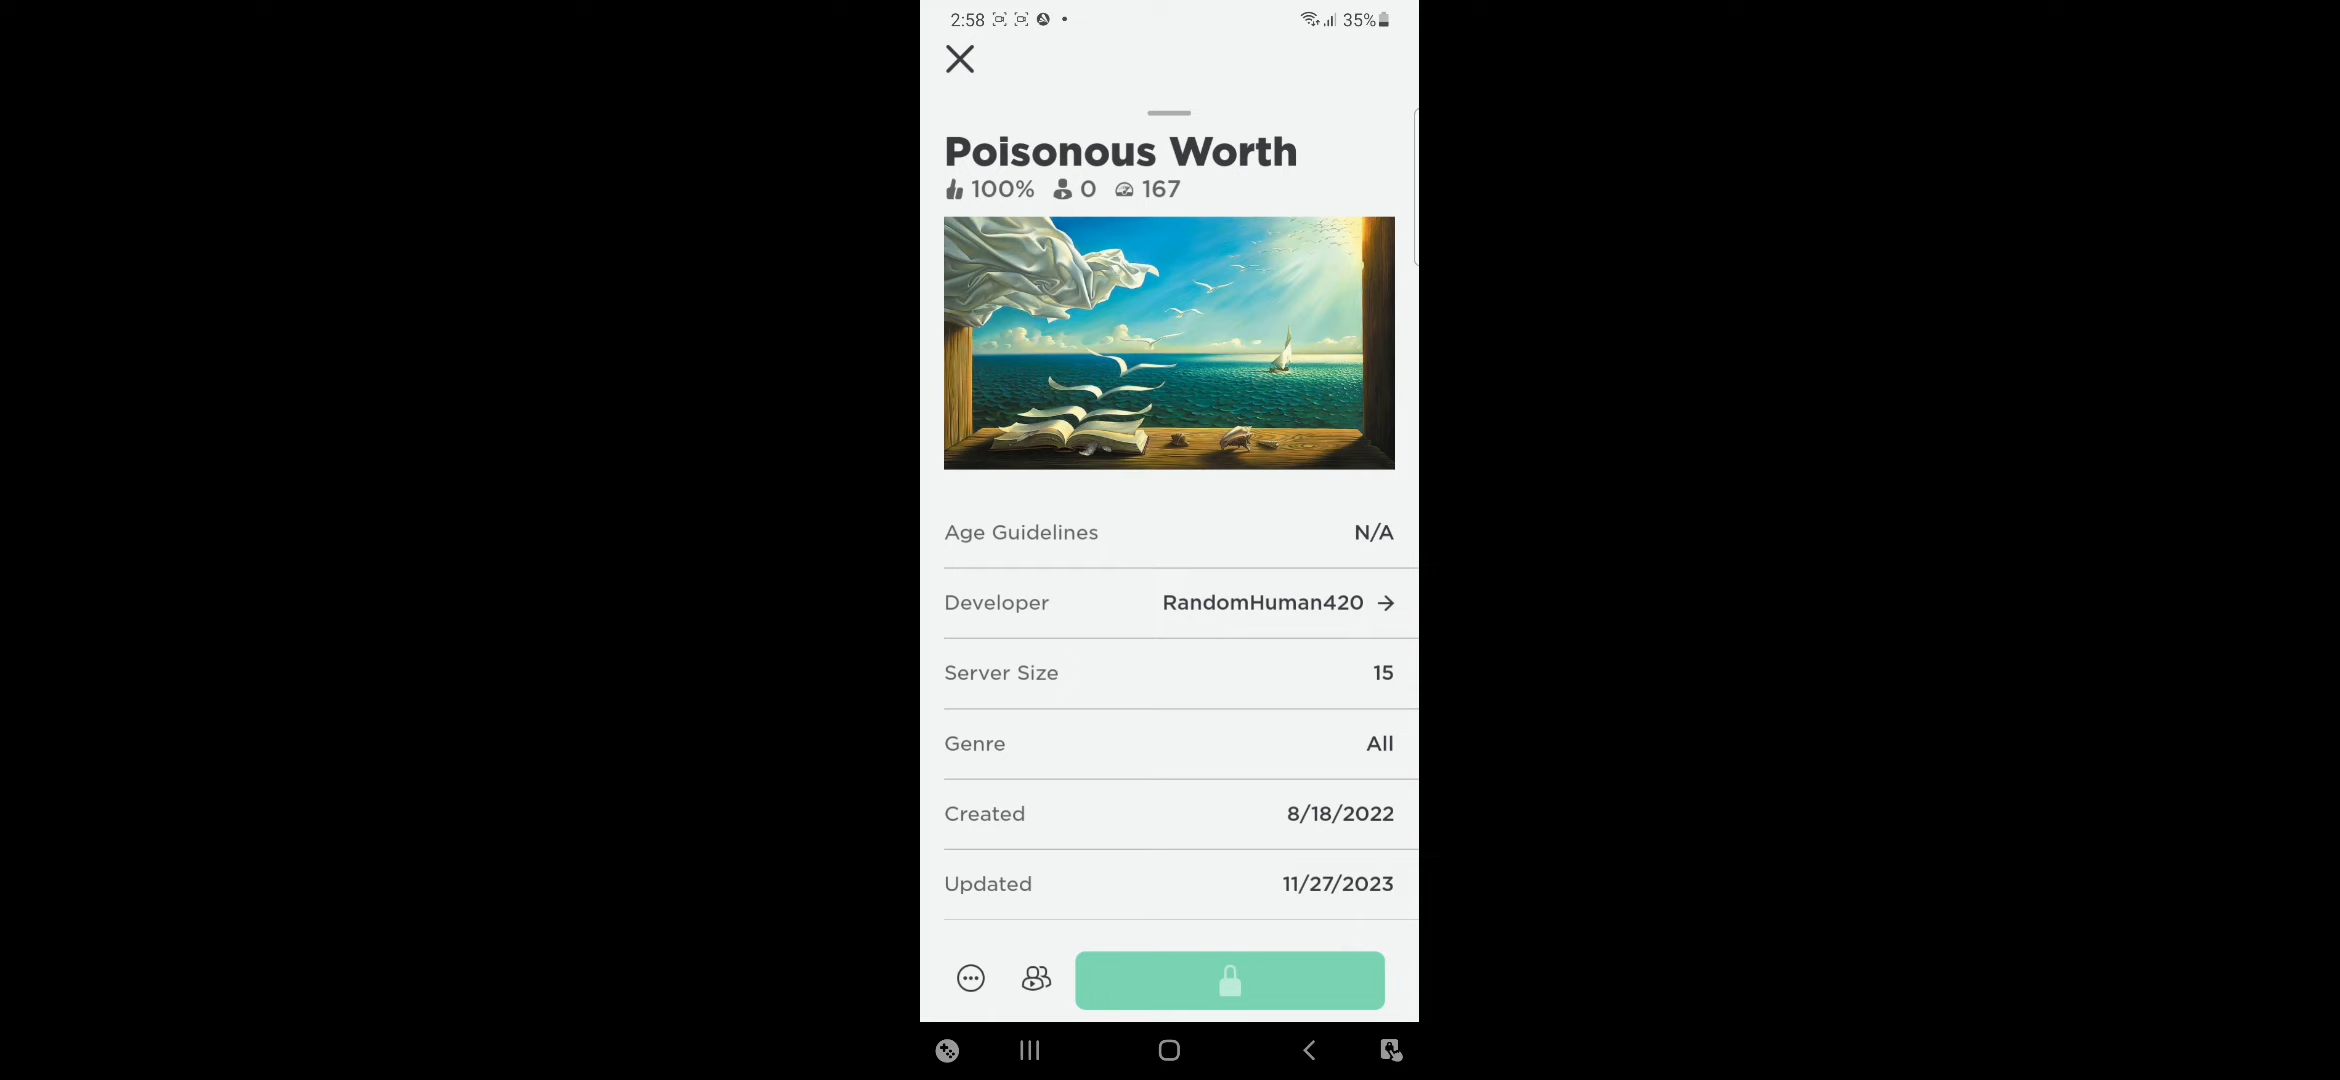 2:58 35%
Poisonous Worth
100% 0 167
Age Guidelines N/A
Developer RandomHuman420
Server Size 15
Genre All
Created 8/18/2022
Updated 11/27/2023